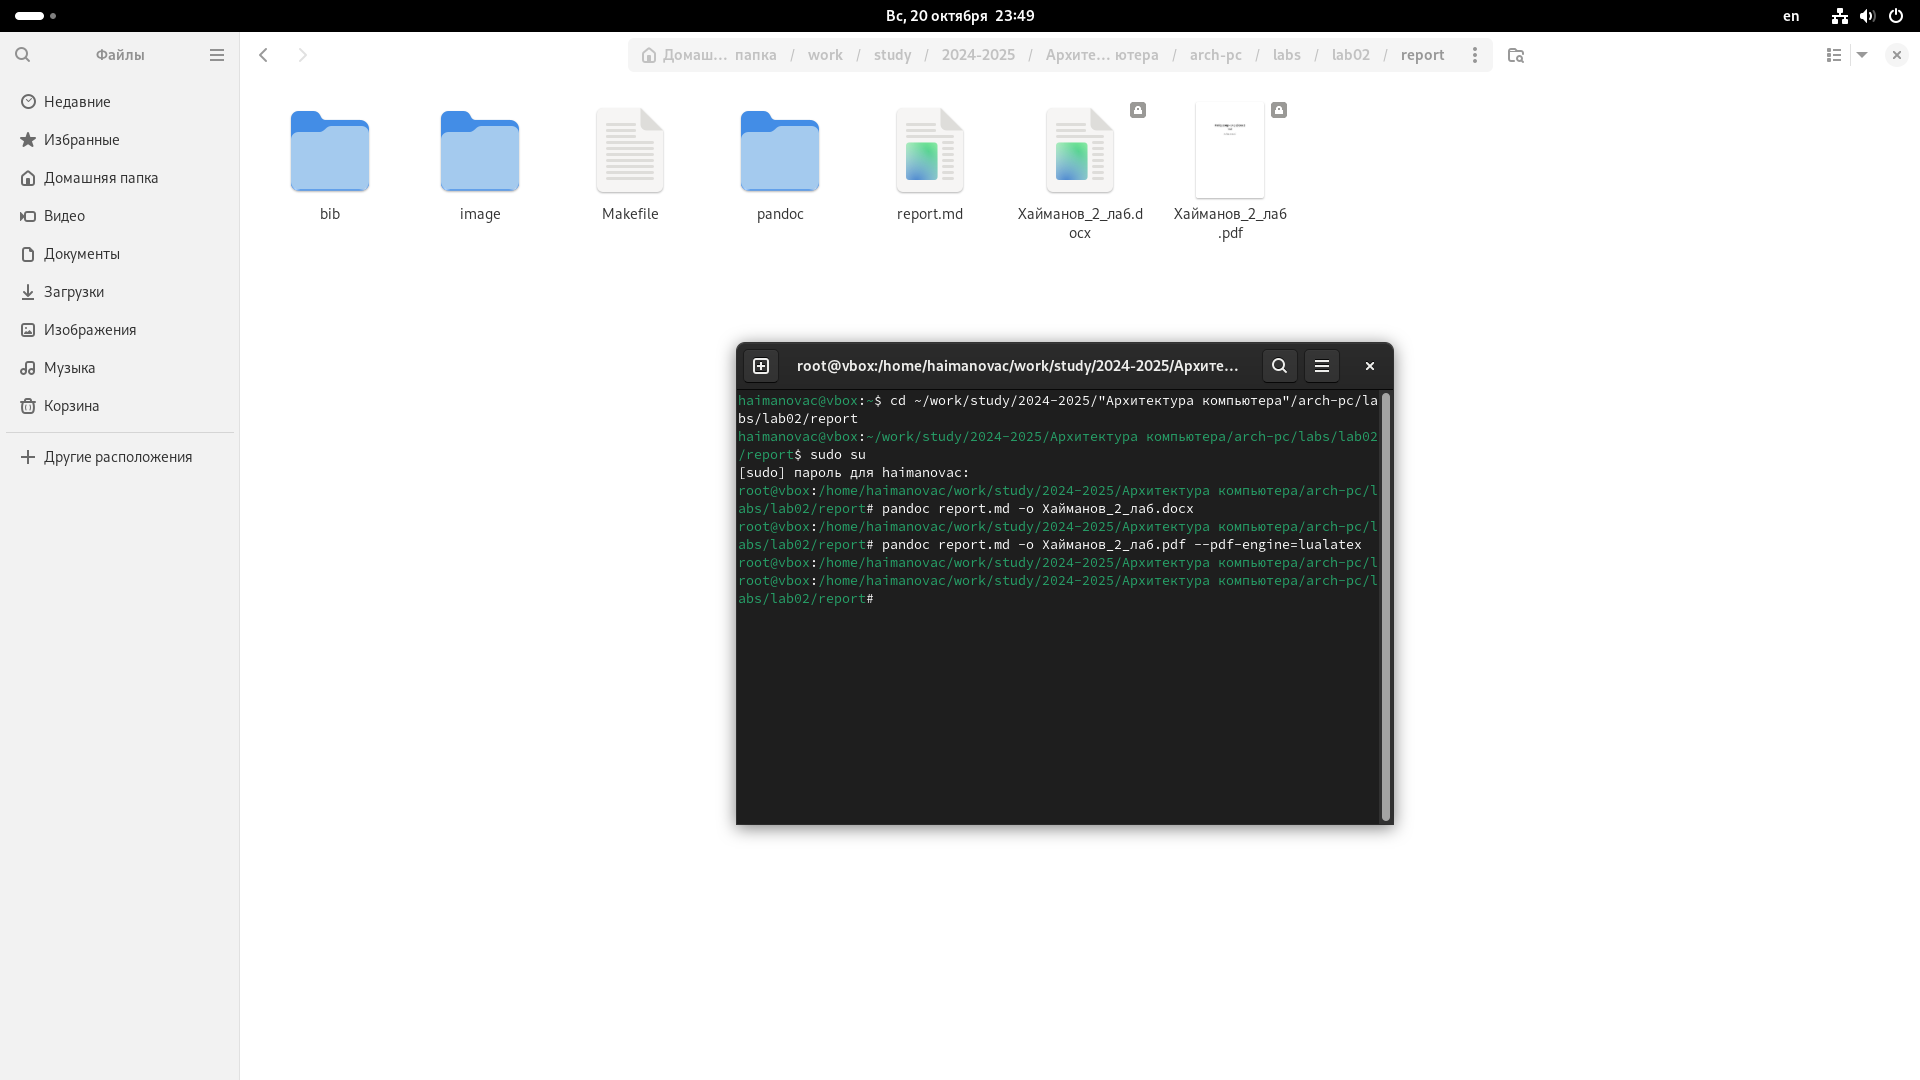 Вс, 20 октября 23:49
en
Файлы
Домаш… папка / work / study / 2024-2025 / Архите… ютера / arch-pc / labs / lab02 / report
Недавние
Избранные
Домашняя папка
Видео
Документы
Загрузки
Изображения
Музыка
Корзина
Другие расположения
bib
image
Makefile
pandoc
report.md
Хайманов_2_лаб.d
ocx
Хайманов_2_лаб
.pdf
root@vbox:/home/haimanovac/work/study/2024-2025/Архите…
haimanovac@vbox:~$ cd ~/work/study/2024-2025/"Архитектура компьютера"/arch-pc/la
bs/lab02/report
haimanovac@vbox:~/work/study/2024-2025/Архитектура компьютера/arch-pc/labs/lab02
/report$ sudo su
[sudo] пароль для haimanovac:
root@vbox:/home/haimanovac/work/study/2024-2025/Архитектура компьютера/arch-pc/l
abs/lab02/report# pandoc report.md -o Хайманов_2_лаб.docx
root@vbox:/home/haimanovac/work/study/2024-2025/Архитектура компьютера/arch-pc/l
abs/lab02/report# pandoc report.md -o Хайманов_2_лаб.pdf --pdf-engine=lualatex
root@vbox:/home/haimanovac/work/study/2024-2025/Архитектура компьютера/arch-pc/l
root@vbox:/home/haimanovac/work/study/2024-2025/Архитектура компьютера/arch-pc/l
abs/lab02/report#